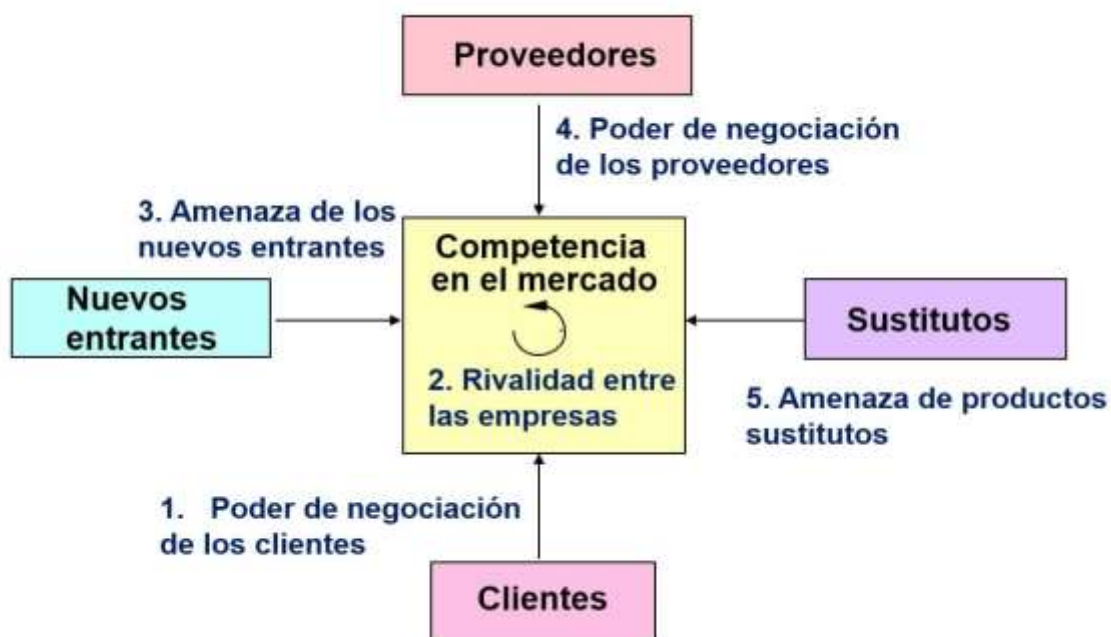 Proveedores
4. Poder de negociación
de los proveedores
3. Amenaza de los
nuevos entrantes
Competencia
en el mercado
Nuevos
entrantes
Sustitutos
2. Rivalidad entre
las empresas
5. Amenaza de productos
sustitutos
1. Poder de negociación
de los clientes
Clientes